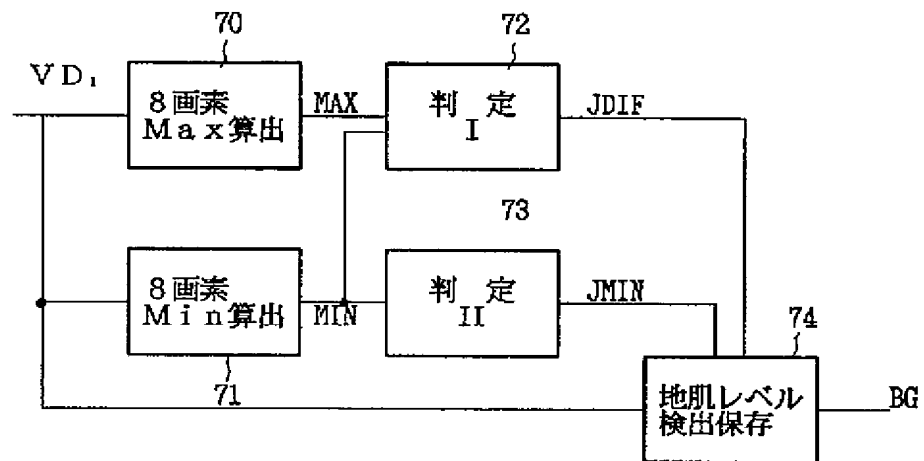 70
72
VD₁
8画素
Max算出
MAX
判 定
I
JDIF
73
8画素
Min算出
MIN
判 定
II
JMIN
74
71
地肌レベル
検出保存
BG